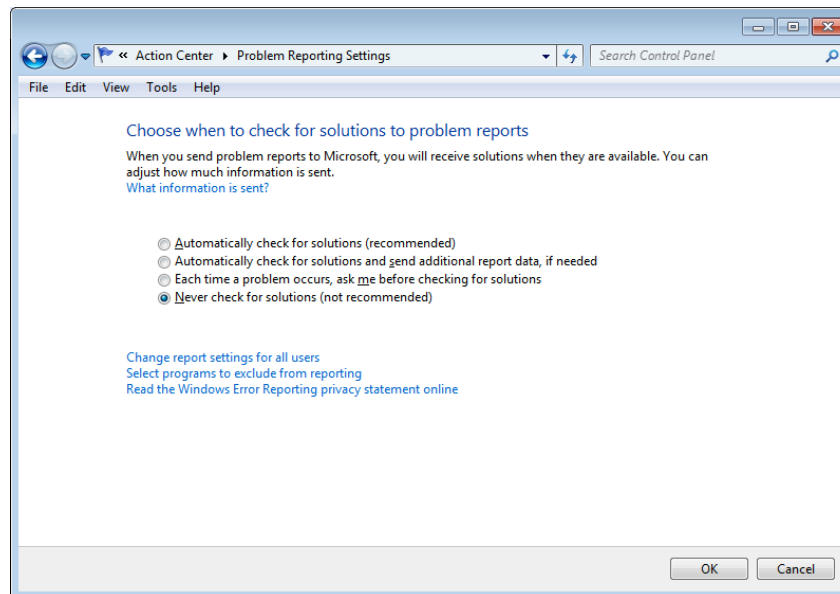 « Action Center ▸ Problem Reporting Settings
Search Control Panel
File Edit View Tools Help
Choose when to check for solutions to problem reports
When you send problem reports to Microsoft, you will receive solutions when they are available. You can
adjust how much information is sent.
What information is sent?
Automatically check for solutions (recommended)
Automatically check for solutions and send additional report data, if needed
Each time a problem occurs, ask me before checking for solutions
Never check for solutions (not recommended)
Change report settings for all users
Select programs to exclude from reporting
Read the Windows Error Reporting privacy statement online
OK Cancel